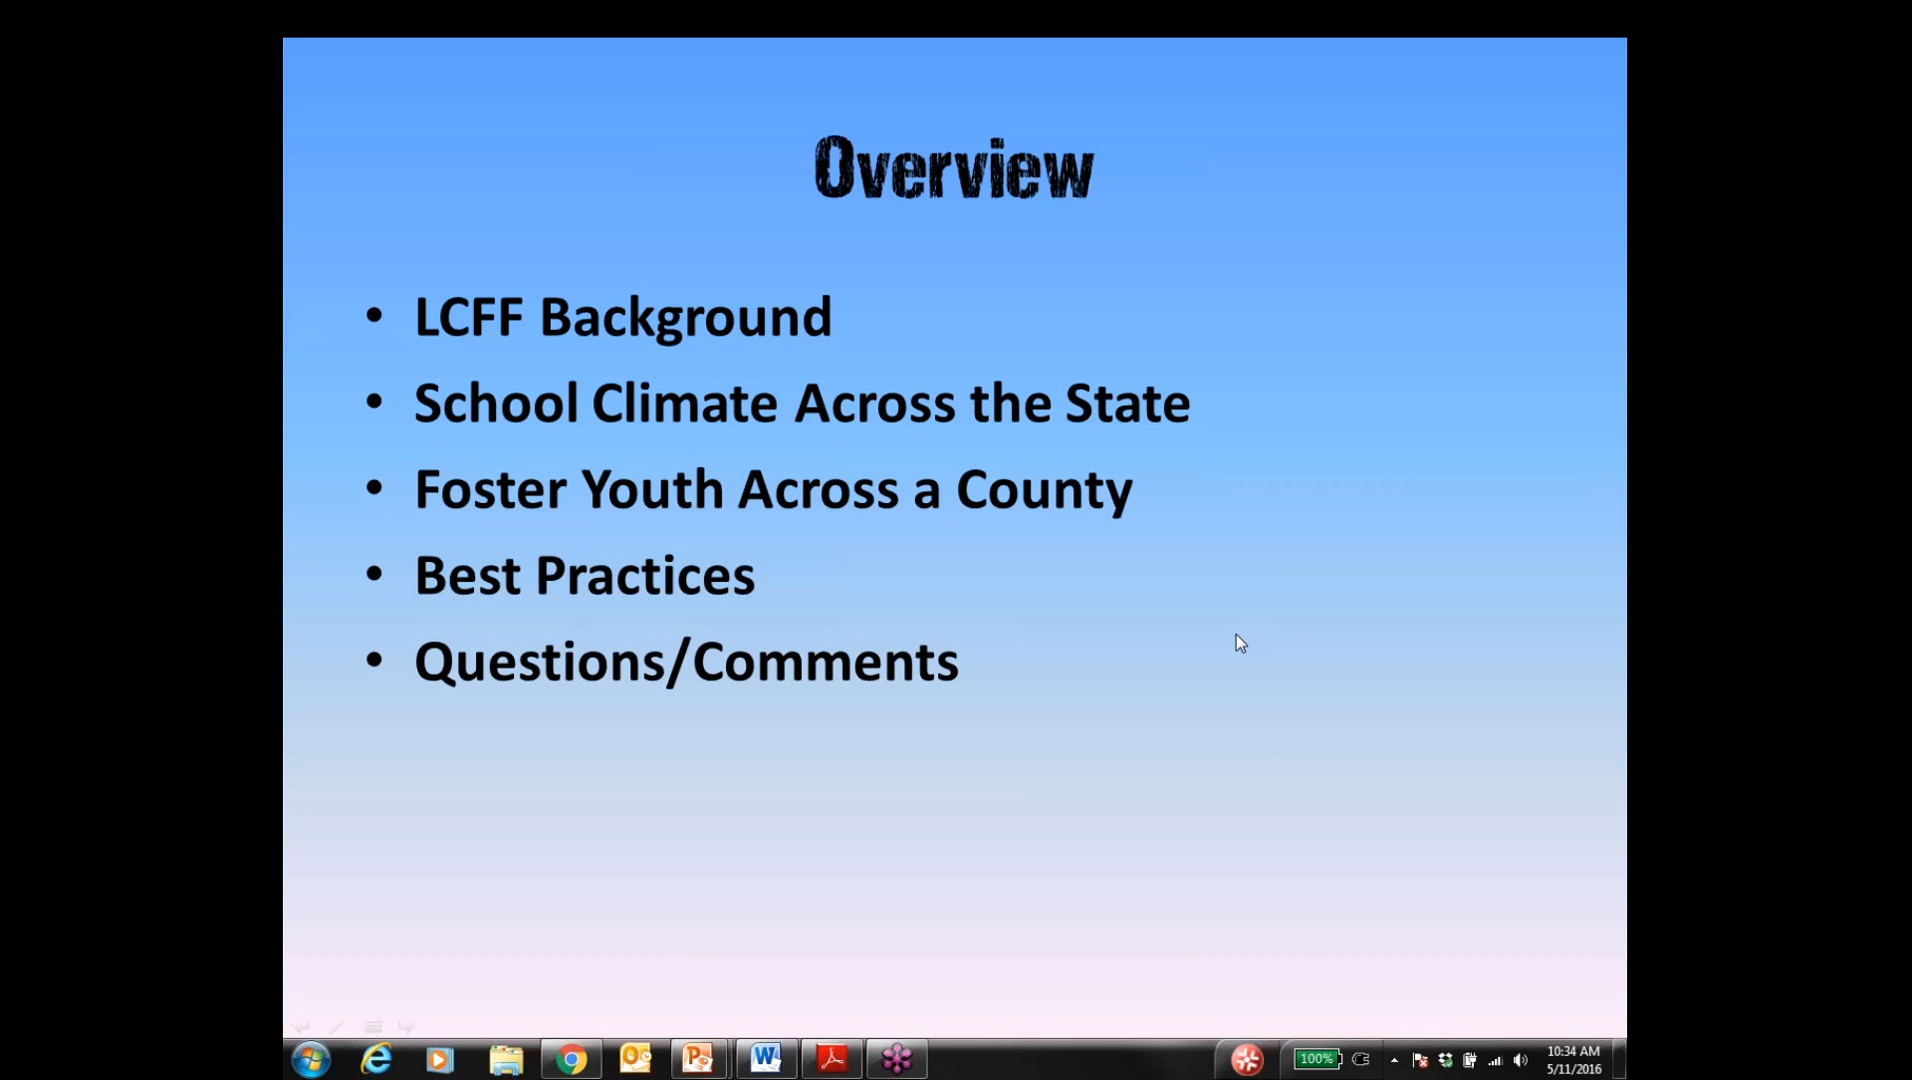 Overview
• LCFF Background
• School Climate Across the State
• Foster Youth Across a County
• Best Practices
• Questions/Comments
100%
10:34 AM
5/11/2016